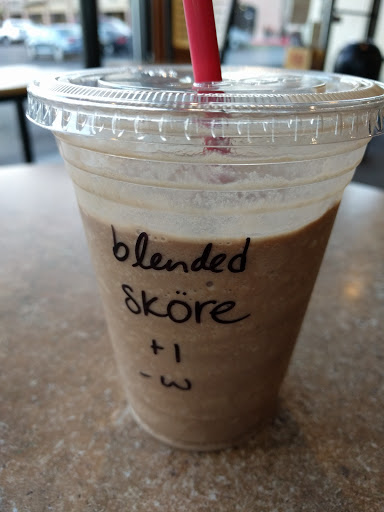 blended
sköre
+1
-w